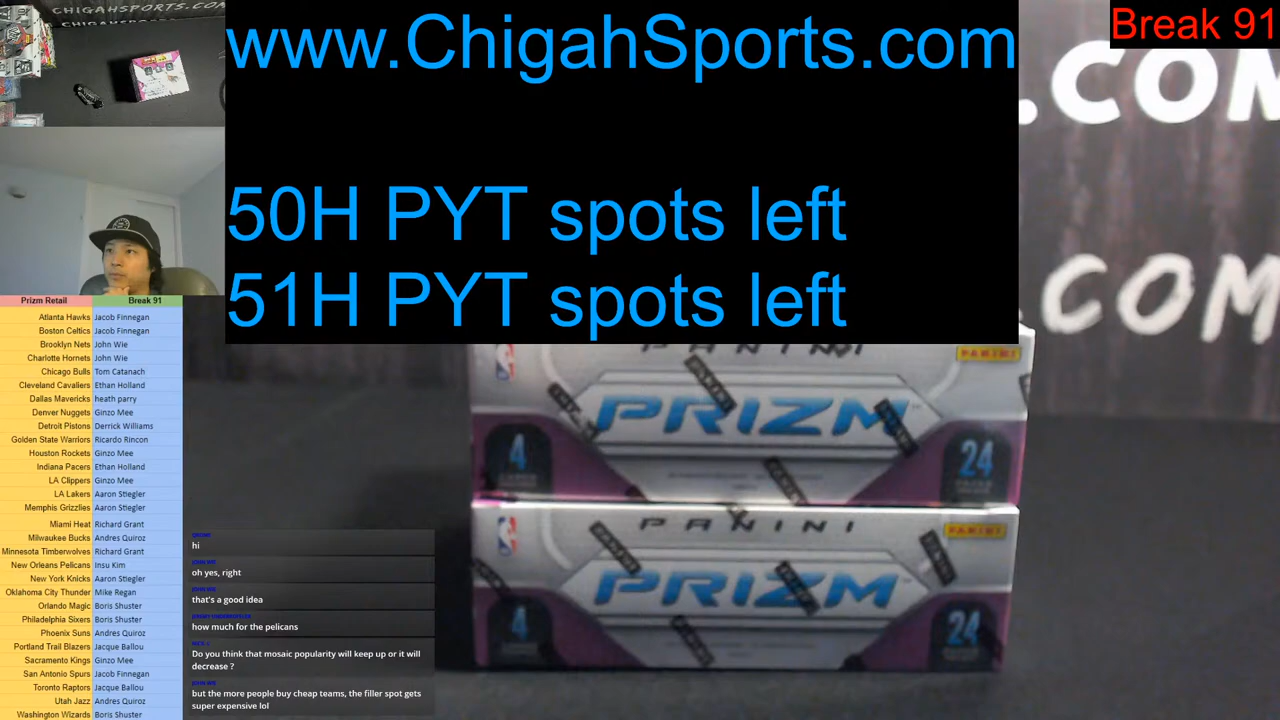 www.ChigahSports.com
Break 91
50H PYT spots left
51H PYT spots left
.COM
COM
Prizm Retail Break 91
Atlanta Hawks Jacob Finnegan
Boston Celtics Jacob Finnegan
Brooklyn Nets John Wie
Charlotte Hornets John Wie
Chicago Bulls Tom Catanach
Cleveland Cavaliers Ethan Holland
Dallas Mavericks heath parry
Denver Nuggets Ginzo Mee
Detroit Pistons Derrick Williams
Golden State Warriors Ricardo Rincon
Houston Rockets Ginzo Mee
Indiana Pacers Ethan Holland
LA Clippers Ginzo Mee
LA Lakers Aaron Stiegler
Memphis Grizzlies Aaron Stiegler
Miami Heat Richard Grant
Milwaukee Bucks Andres Quiroz
Minnesota Timberwolves Richard Grant
New Orleans Pelicans Insu Kim
New York Knicks Aaron Stiegler
Oklahoma City Thunder Mike Regan
Orlando Magic Boris Shuster
Philadelphia Sixers Boris Shuster
Phoenix Suns Andres Quiroz
Portland Trail Blazers Jacque Ballou
Sacramento Kings Ginzo Mee
San Antonio Spurs Jacob Finnegan
Toronto Raptors Jacque Ballou
Utah Jazz Andres Quiroz
Washington Wizards Boris Shuster
hi
oh yes, right
that's a good idea
how much for the pelicans
Do you think that mosaic popularity will keep up or it will
decrease ?
but the more people buy cheap teams, the filler spot gets
super expensive lol
PANINI
PANINI
PRIZM
4
24
PANINI
PANINI
PRIZM
4
24